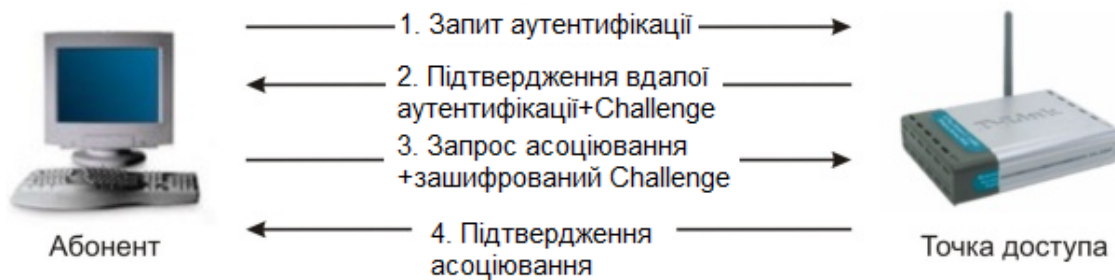 1. Запит аутентифікації
2. Підтвердження вдалої
аутентифікації+Challenge
3. Запрос асоціювання
+зашифрований Challenge
4. Підтвердження
асоціювання
Абонент
Точка доступа